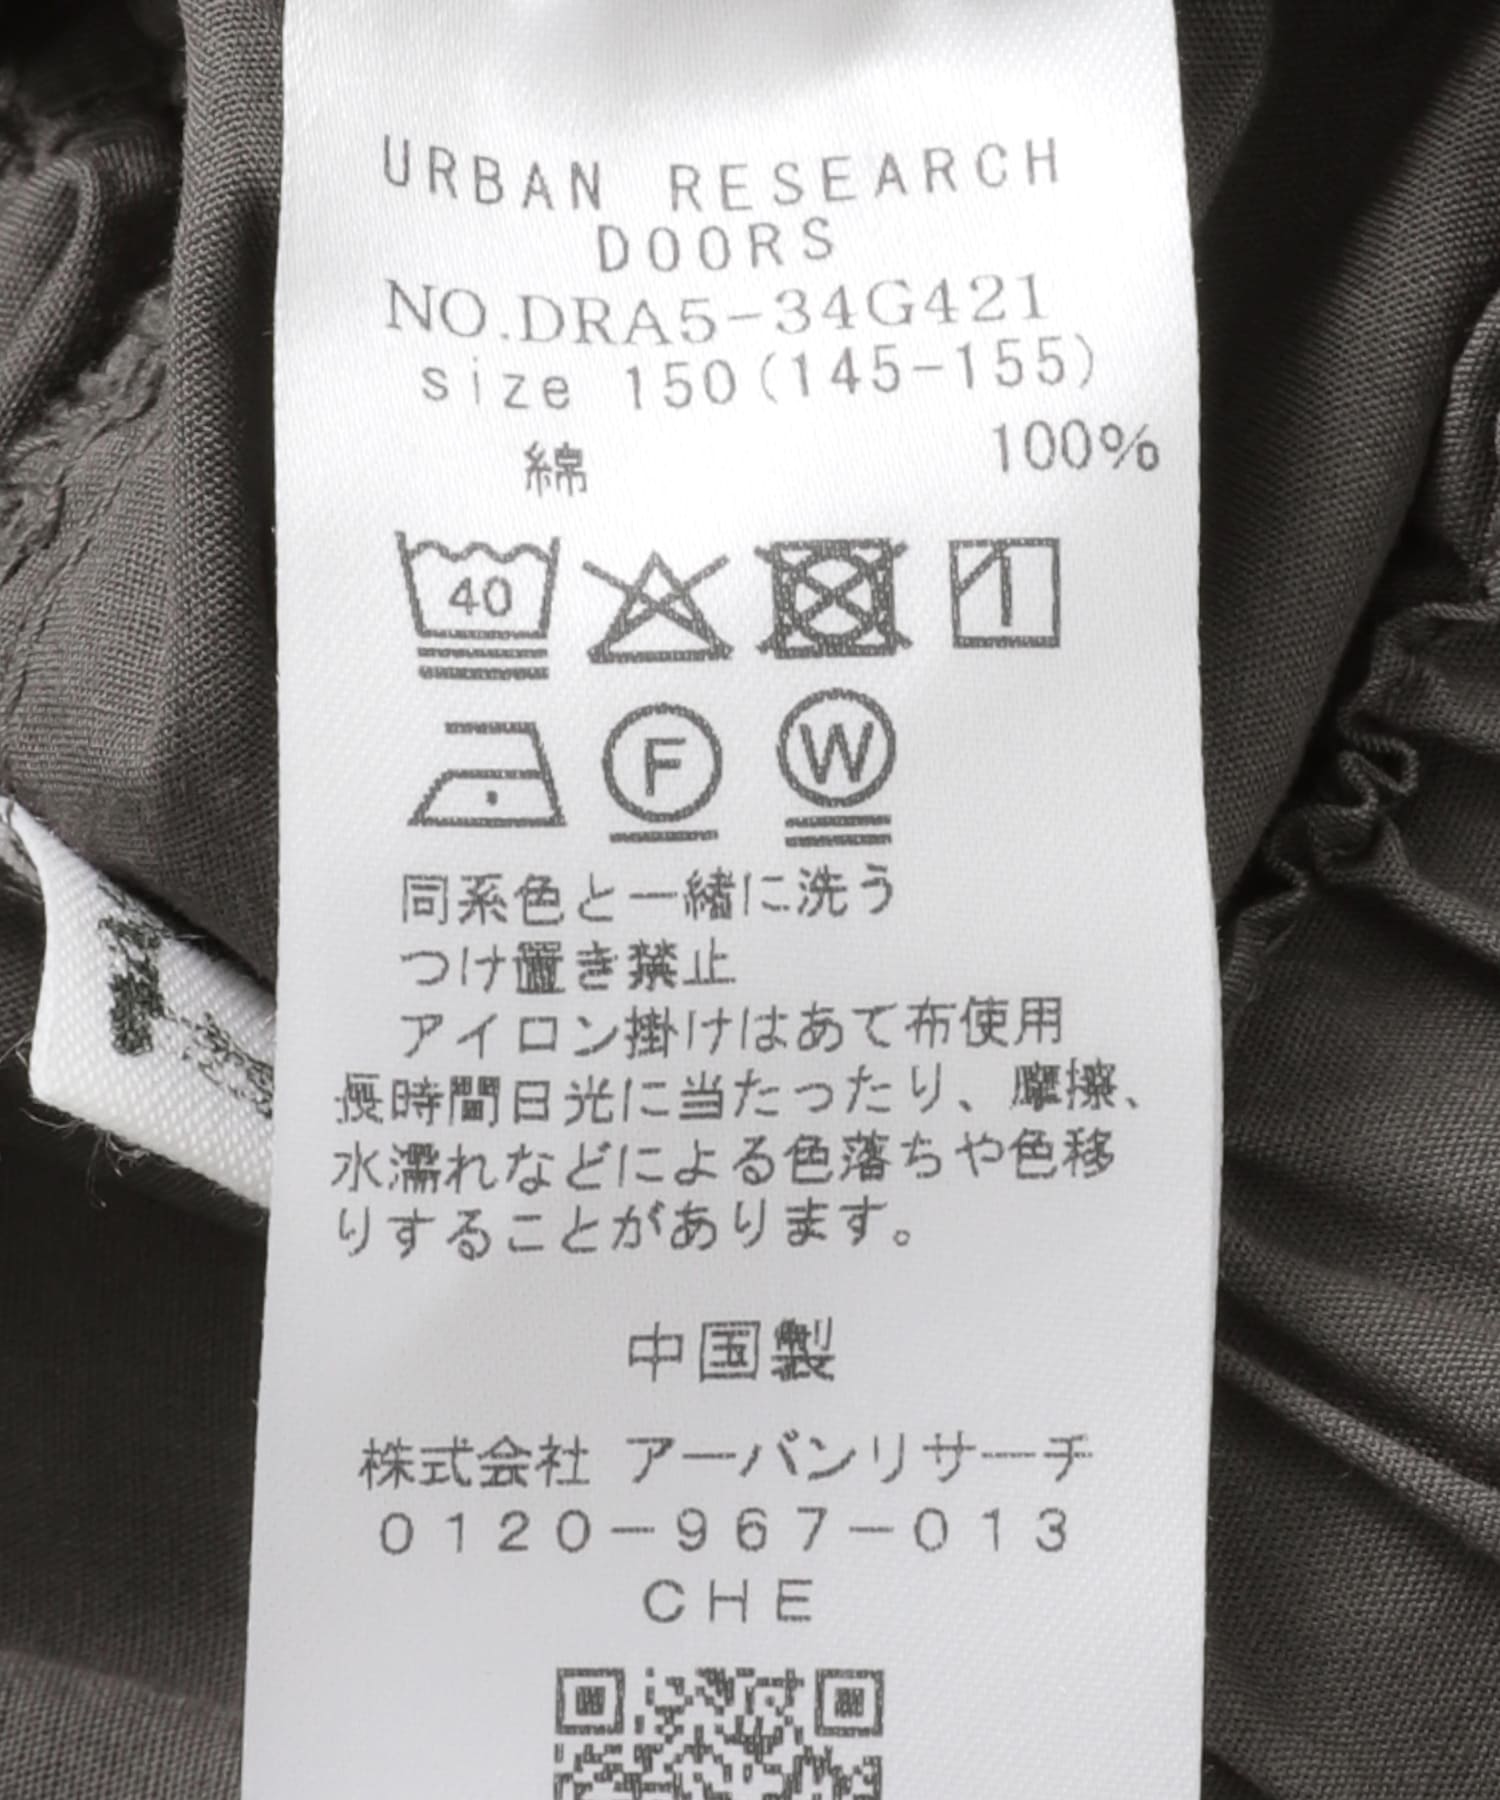 URBAN RESEARCH
DOORS
NO.DRA5-34G421
size 150(145-155)
綿 100%
40
F W
同系色と一緒に洗う
つけ置き禁止
アイロン掛けはあて布使用
長時間日光に当たったり、摩擦、
水濡れなどによる色落ちや色移
りすることがあります。
中国製
株式会社 アーバンリサーチ
0120-967-013
CHE